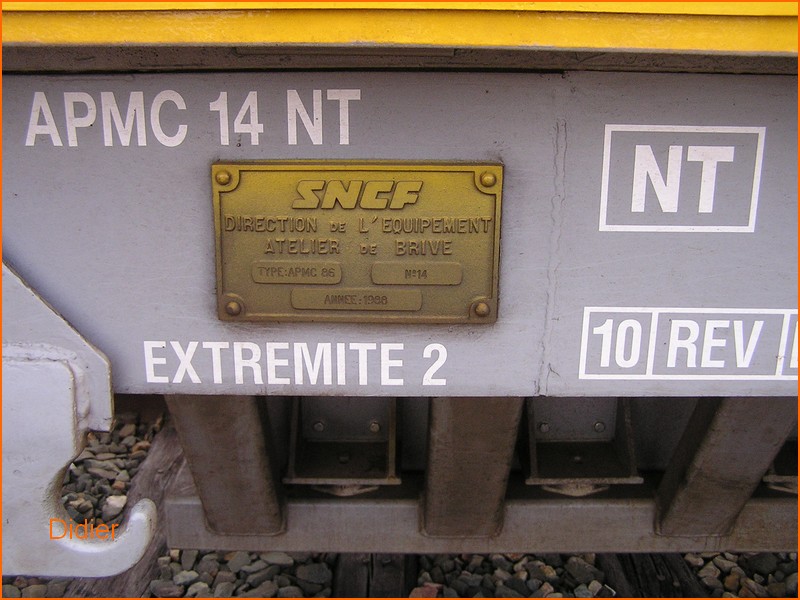 APMC 14 NT
NT
SNCF
DIRECTION DE L'EQUIPEMENT
ATELIER DE BRIVE
TYPE:APMC 86
N°14
ANNEE:1988
EXTREMITE 2
10 REV
Didier